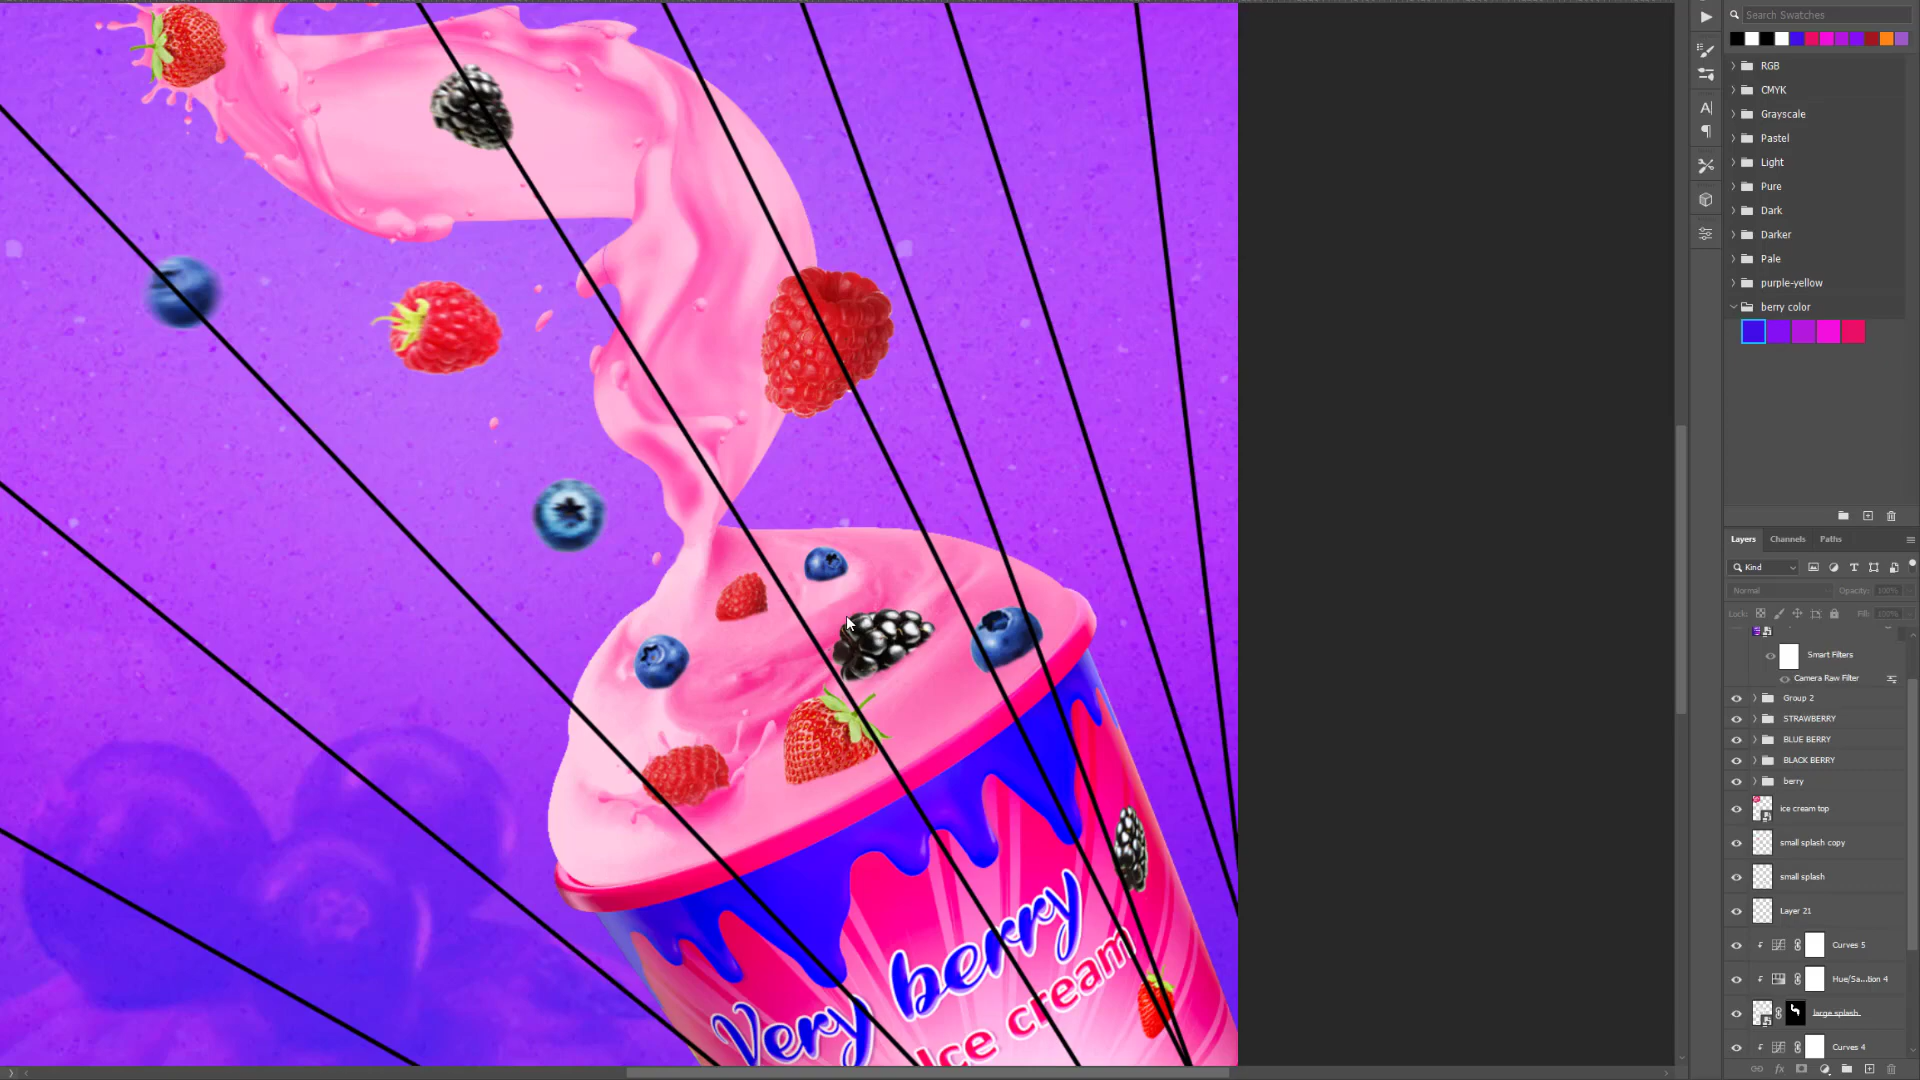 Search Swatches
RGB
CMYK
Grayscale
Pastel
Light
Pure
Dark
Darker
Pale
purple-yellow
berry color
Layers
Channels
Paths
Kind
Normal
Opacity: 100%
Lock:
Fill: 100%
Smart Filters
Camera Raw Filter
Group 2
STRAWBERRY
BLUE BERRY
BLACK BERRY
berry
ice cream top
small splash copy
small splash
Layer 21
Curves 5
Hue/Sa...tion 4
large splash
Curves 4
Very berry
Ice cream